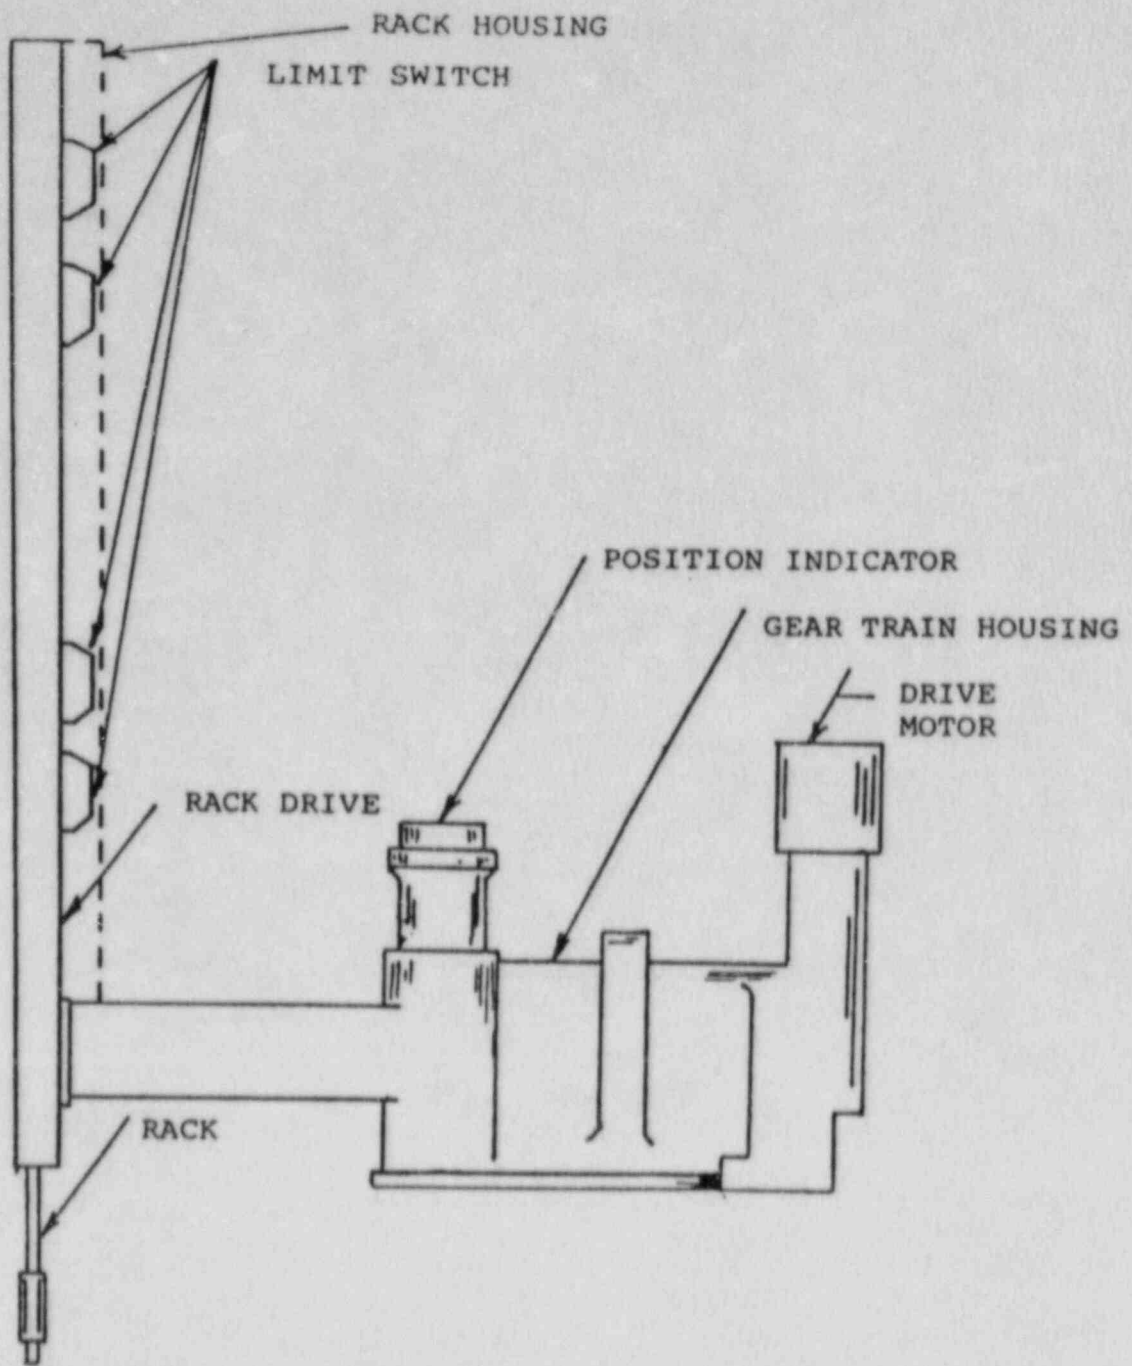 RACK HOUSING
LIMIT SWITCH
POSITION INDICATOR
GEAR TRAIN HOUSING
DRIVE
MOTOR
RACK DRIVE
RACK